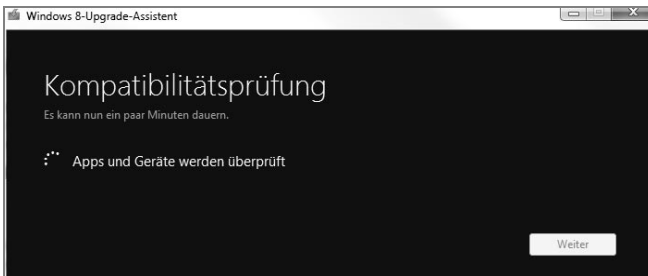 Windows 8-Upgrade-Assistent
Kompatibilitätsprüfung
Es kann nun ein paar Minuten dauern.
Apps und Geräte werden überprüft
Weiter